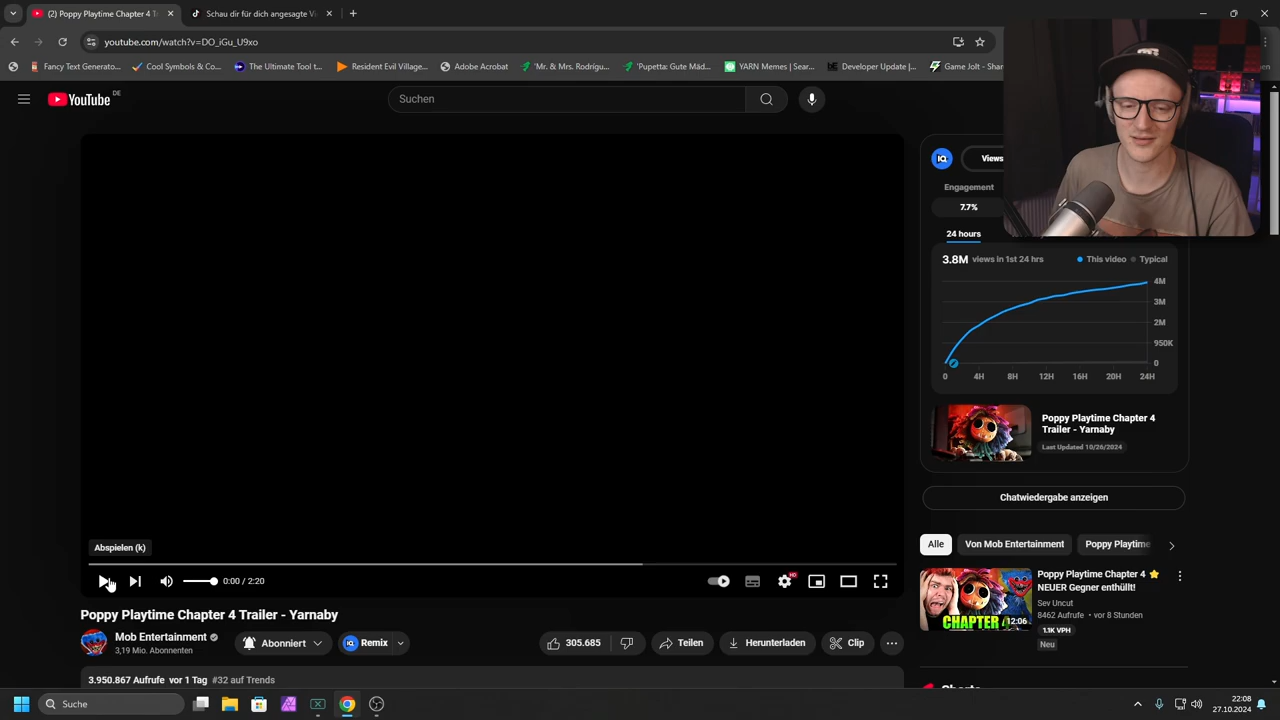 (2) Poppy Playtime Chapter 4 T
Schau dir für dich angesagte Vi
youtube.com/watch?v=DO_iGu_U9xo
Fancy Text Generato...
Cool Symbols & Co...
The Ultimate Tool t...
Resident Evil Village...
Adobe Acrobat
'Mr. & Mrs. Rodrigu...
'Pupetta: Gute Mäd...
YARN Memes | Sear...
Developer Update |...
Game Jolt - Shar
YouTube DE
Suchen
IQ
Views
Engagement
7.7%
24 hours
3.8M views in 1st 24 hrs
This video
Typical
4M
3M
2M
950K
0
0 4H 8H 12H 16H 20H 24H
Poppy Playtime Chapter 4
Trailer - Yarnaby
Last Updated 10/26/2024
Chatwiedergabe anzeigen
Abspielen (k)
0:00 / 2:20
HD
Alle
Von Mob Entertainment
Poppy Playtime
Poppy Playtime Chapter 4
NEUER Gegner enthüllt!
Sev Uncut
8462 Aufrufe • vor 8 Stunden
1.1K VPH
Neu
CHAPTER
12:06
Poppy Playtime Chapter 4 Trailer - Yarnaby
Mob Entertainment
3,19 Mio. Abonnenten
Abonniert
IQ Remix
305.685
Teilen
Herunterladen
Clip
3.950.867 Aufrufe vor 1 Tag #32 auf Trends
Suche
22:08
27.10.2024